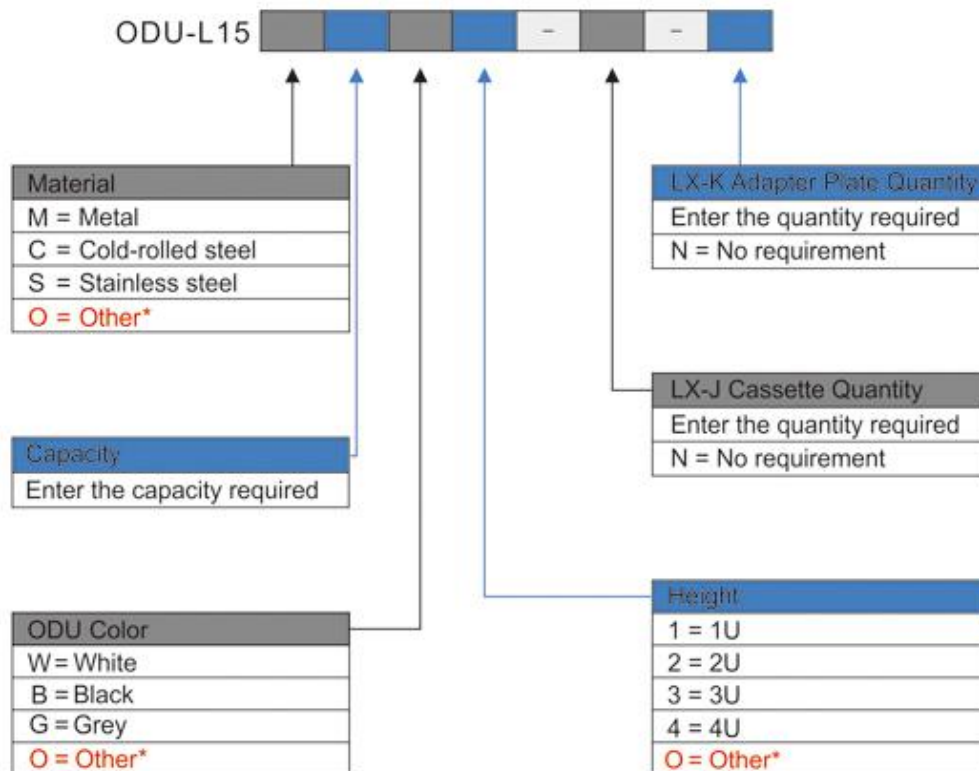 ODU-L15 - -
Material
M = Metal
C = Cold-rolled steel
S = Stainless steel
O = Other*
LX-K Adapter Plate Quantity
Enter the quantity required
N = No requirement
LX-J Cassette Quantity
Enter the quantity required
N = No requirement
Capacity
Enter the capacity required
ODU Color
W = White
B = Black
G = Grey
O = Other*
Height
1 = 1U
2 = 2U
3 = 3U
4 = 4U
O = Other*